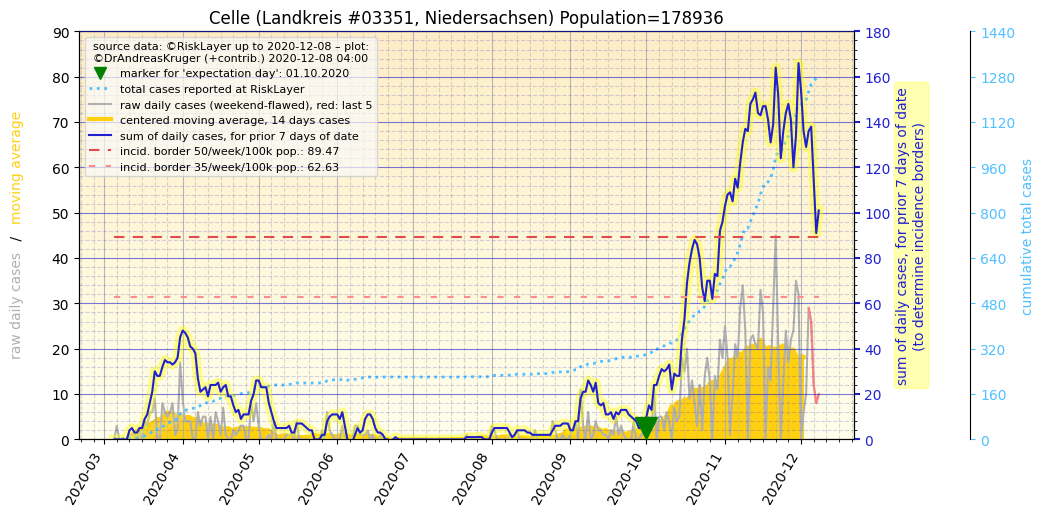 Celle (Landkreis #03351, Niedersachsen) Population=178936
source data: ©RiskLayer up to 2020-12-08 – plot:
©DrAndreasKruger (+contrib.) 2020-12-08 04:00
marker for 'expectation day': 01.10.2020
total cases reported at RiskLayer
raw daily cases (weekend-flawed), red: last 5
centered moving average, 14 days cases
sum of daily cases, for prior 7 days of date
incid. border 50/week/100k pop.: 89.47
incid. border 35/week/100k pop.: 62.63
raw daily cases / moving average
90
80
70
60
50
40
30
20
10
0
2020-03
2020-04
2020-05
2020-06
2020-07
2020-08
2020-09
2020-10
2020-11
2020-12
180
160
140
120
100
80
60
40
20
0
sum of daily cases, for prior 7 days of date
(to determine incidence borders)
1440
1280
1120
960
800
640
480
320
160
0
cumulative total cases